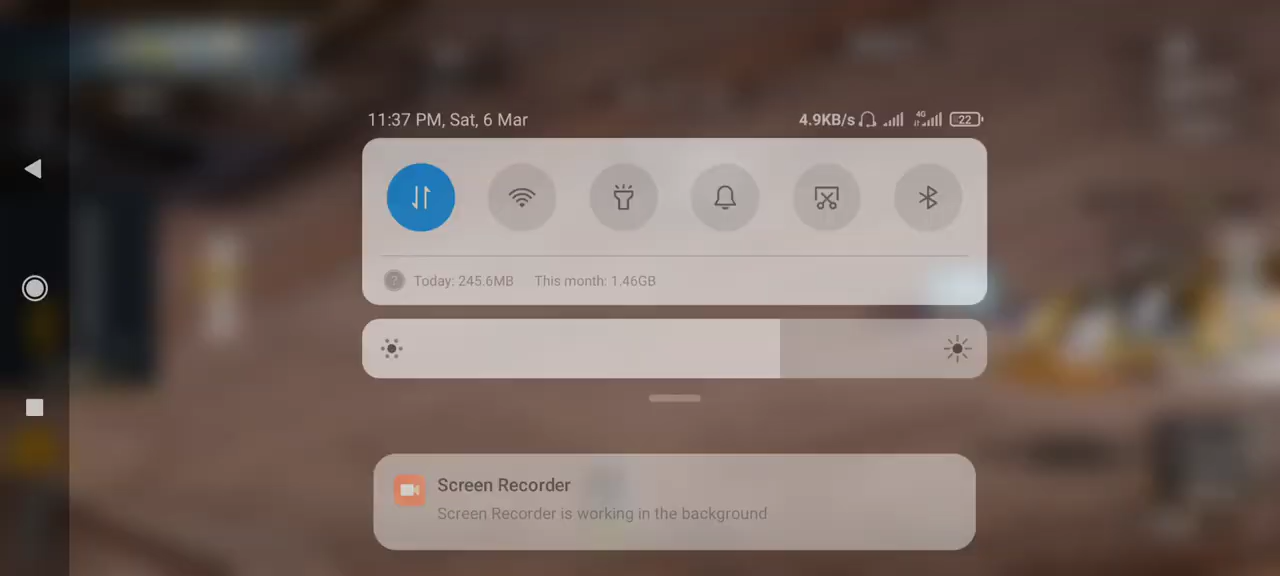 11:37 PM, Sat, 6 Mar
4.9KB/s 4G 22
Today: 245.6MB This month: 1.46GB
Screen Recorder
Screen Recorder is working in the background